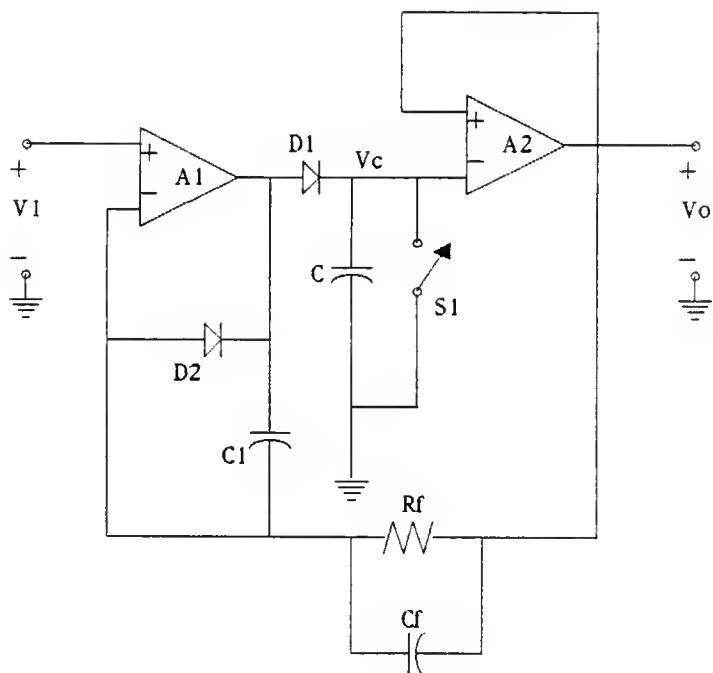 +
A1
−
+
V1
−
D1
Vc
+
A2
−
+
Vo
−
C
S1
D2
C1
Rf
Cf